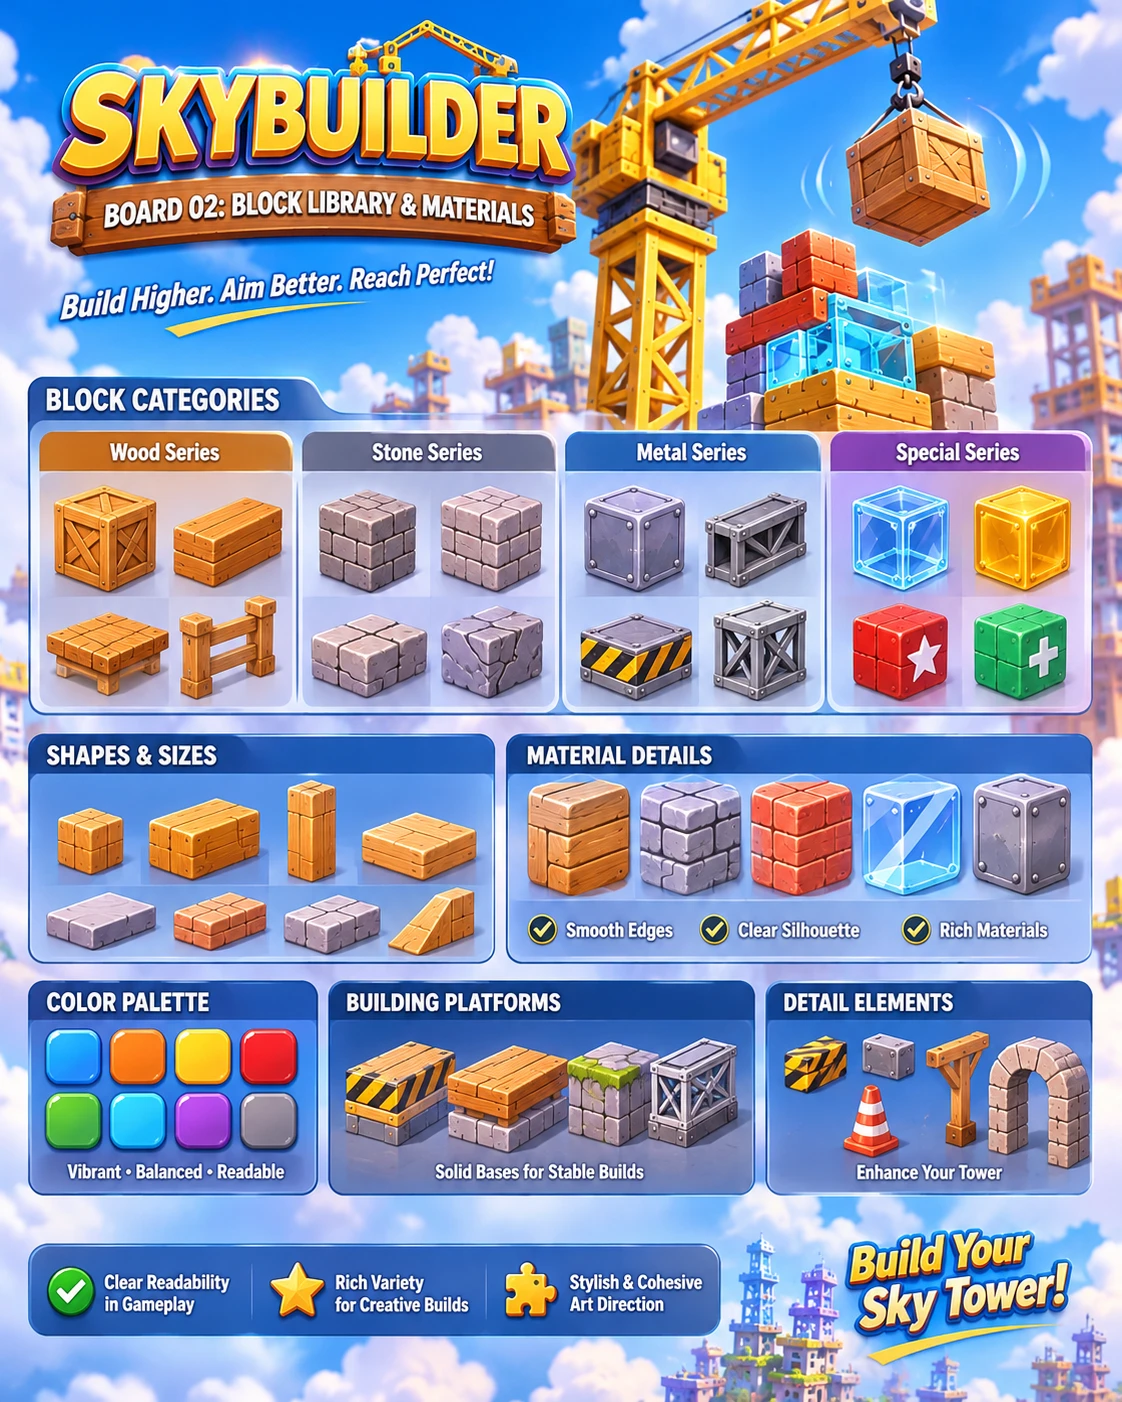 SKYBUILDER
BOARD 02: BLOCK LIBRARY & MATERIALS
Build Higher. Aim Better. Reach Perfect!
BLOCK CATEGORIES
Wood Series
Stone Series
Metal Series
Special Series
SHAPES & SIZES
MATERIAL DETAILS
Smooth Edges
Clear Silhouette
Rich Materials
COLOR PALETTE
Vibrant • Balanced • Readable
BUILDING PLATFORMS
Solid Bases for Stable Builds
DETAIL ELEMENTS
Enhance Your Tower
Clear Readability
in Gameplay
Rich Variety
for Creative Builds
Stylish & Cohesive
Art Direction
Build Your
Sky Tower!